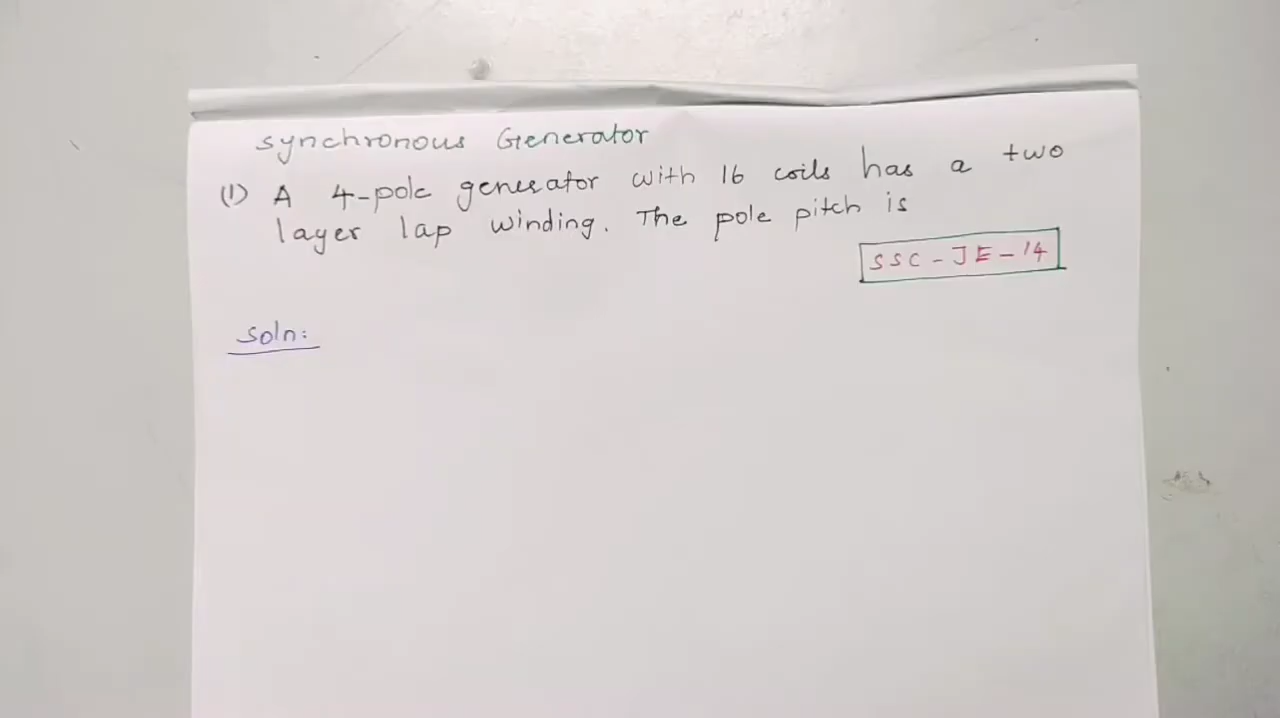 Synchronous Generator
(1) A 4-pole generator with 16 coils has a two
layer lap winding. The pole pitch is
SSC-JE-14
Soln: